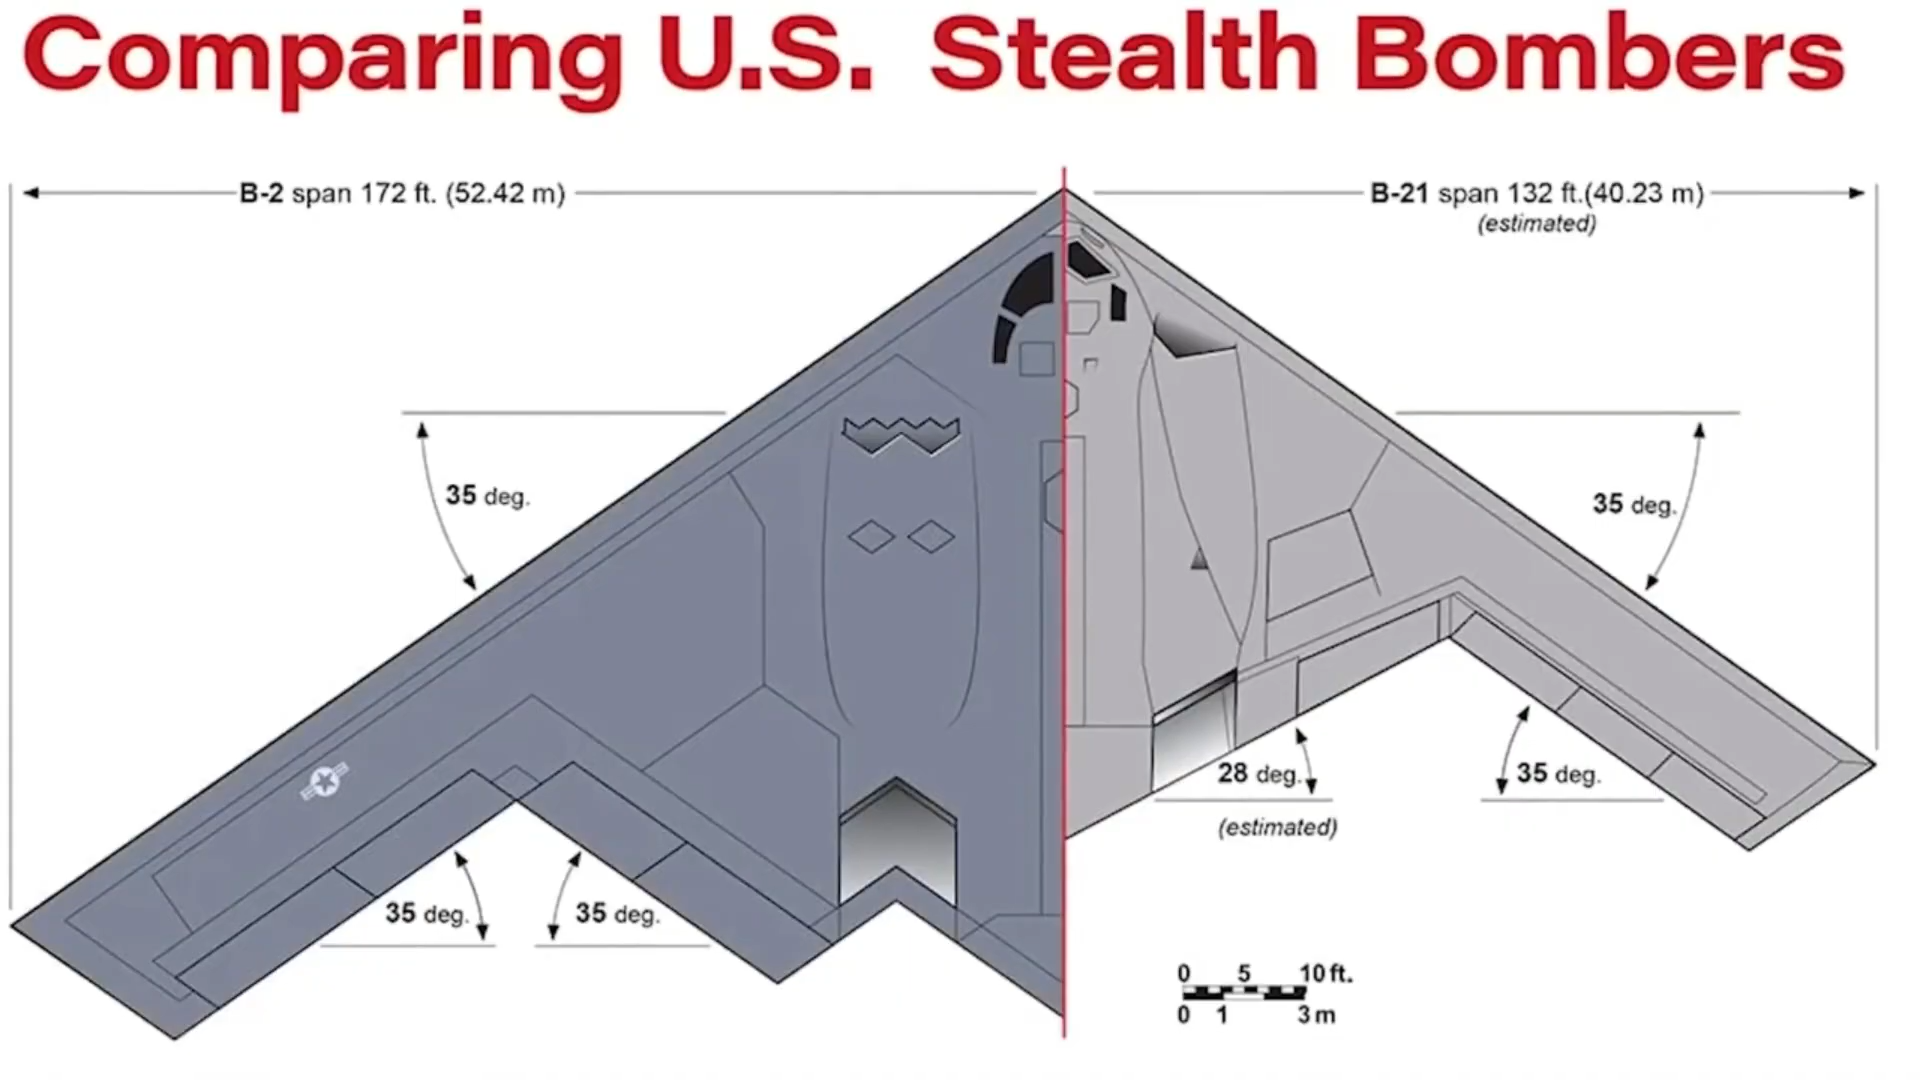 Comparing U.S. Stealth Bombers
B-2 span 172 ft. (52.42 m)
B-21 span 132 ft.(40.23 m)
(estimated)
35 deg.
35 deg.
28 deg.
35 deg.
(estimated)
35 deg.
35 deg.
0 5 10 ft.
0 1 3 m